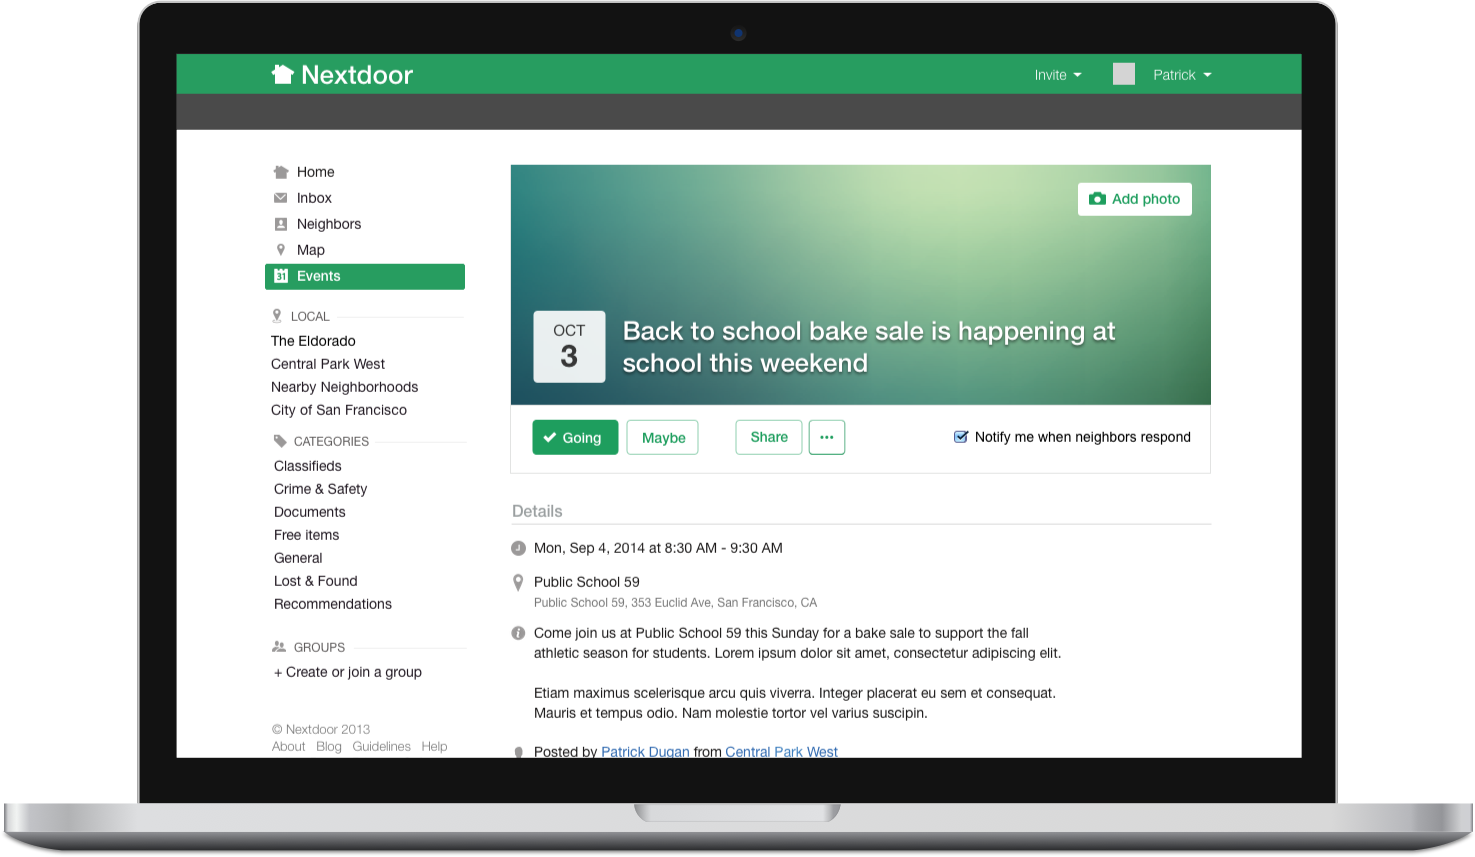 Nextdoor
Invite
Patrick
Home
Inbox
Neighbors
Map
31 Events
LOCAL
The Eldorado
Central Park West
Nearby Neighborhoods
City of San Francisco
CATEGORIES
Classifieds
Crime & Safety
Documents
Free items
General
Lost & Found
Recommendations
GROUPS
+ Create or join a group
© Nextdoor 2013
About Blog Guidelines Help
Add photo
OCT
3
Back to school bake sale is happening at
school this weekend
Going
Maybe
Share
...
Notify me when neighbors respond
Details
Mon, Sep 4, 2014 at 8:30 AM - 9:30 AM
Public School 59
Public School 59, 353 Euclid Ave, San Francisco, CA
Come join us at Public School 59 this Sunday for a bake sale to support the fall
athletic season for students. Lorem ipsum dolor sit amet, consectetur adipiscing elit.
Etiam maximus scelerisque arcu quis viverra. Integer placerat eu sem et consequat.
Mauris et tempus odio. Nam molestie tortor vel varius suscipin.
Posted by Patrick Dugan from Central Park West